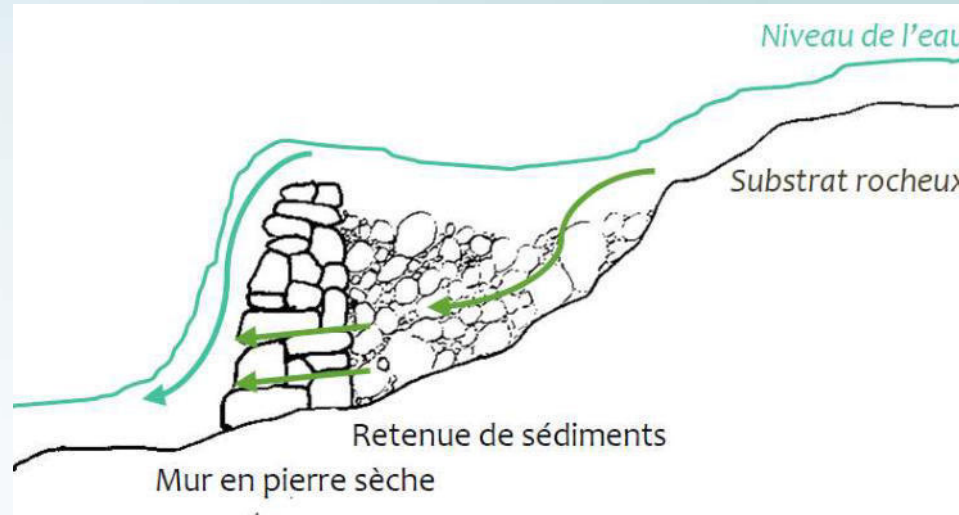 Niveau de l'eau
Substrat rocheux
Retenue de sédiments
Mur en pierre sèche